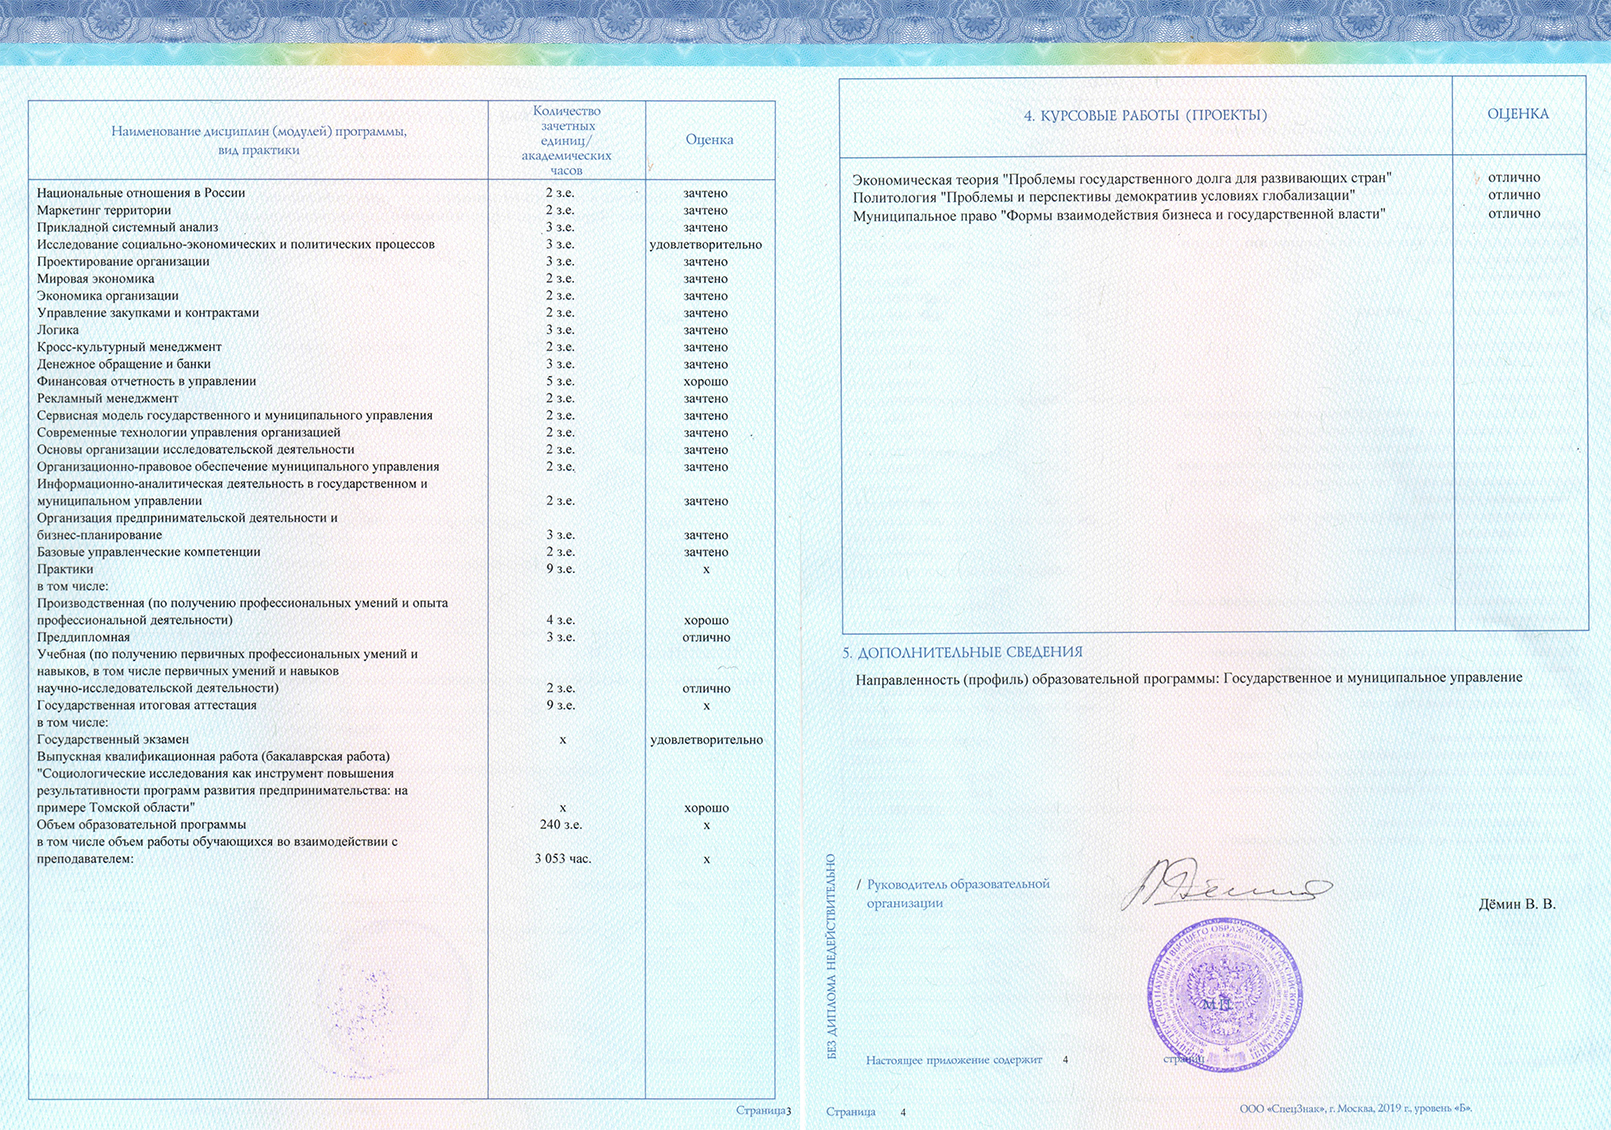 Наименование дисциплин (модулей) программы,
вид практики
Количество
зачетных
единиц/
академических
часов
Оценка
Национальные отношения в России 2 з.е. зачтено
Маркетинг территории 2 з.е. зачтено
Прикладной системный анализ 3 з.е. зачтено
Исследование социально-экономических и политических процессов 3 з.е. удовлетворительно
Проектирование организации 3 з.е. зачтено
Мировая экономика 2 з.е. зачтено
Экономика организации 2 з.е. зачтено
Управление закупками и контрактами 2 з.е. зачтено
Логика 3 з.е. зачтено
Кросс-культурный менеджмент 2 з.е. зачтено
Денежное обращение и банки 3 з.е. зачтено
Финансовая отчетность в управлении 5 з.е. хорошо
Рекламный менеджмент 2 з.е. зачтено
Сервисная модель государственного и муниципального управления 2 з.е. зачтено
Современные технологии управления организацией 2 з.е. зачтено
Основы организации исследовательской деятельности 2 з.е. зачтено
Организационно-правовое обеспечение муниципального управления 2 з.е. зачтено
Информационно-аналитическая деятельность в государственном и
муниципальном управлении 2 з.е. зачтено
Организация предпринимательской деятельности и
бизнес-планирование 3 з.е. зачтено
Базовые управленческие компетенции 2 з.е. зачтено
Практики 9 з.е. х
в том числе:
Производственная (по получению профессиональных умений и опыта
профессиональной деятельности) 4 з.е. хорошо
Преддипломная 3 з.е. отлично
Учебная (по получению первичных профессиональных умений и
навыков, в том числе первичных умений и навыков
научно-исследовательской деятельности) 2 з.е. отлично
Государственная итоговая аттестация 9 з.е. х
в том числе:
Государственный экзамен х удовлетворительно
Выпускная квалификационная работа (бакалаврская работа)
"Социологические исследования как инструмент повышения
результативности программ развития предпринимательства: на
примере Томской области" х хорошо
Объем образовательной программы 240 з.е. х
в том числе объем работы обучающихся во взаимодействии с
преподавателем: 3 053 час. х
Страница 3
4. КУРСОВЫЕ РАБОТЫ (ПРОЕКТЫ) ОЦЕНКА
Экономическая теория "Проблемы государственного долга для развивающих стран" отлично
Политология "Проблемы и перспективы демократиив условиях глобализации" отлично
Муниципальное право "Формы взаимодействия бизнеса и государственной власти" отлично
5. ДОПОЛНИТЕЛЬНЫЕ СВЕДЕНИЯ
Направленность (профиль) образовательной программы: Государственное и муниципальное управление
БЕЗ ДИПЛОМА НЕДЕЙСТВИТЕЛЬНО
/ Руководитель образовательной
организации
Дёмин В. В.
М.П.
Настоящее приложение содержит 4 страниц
Страница 4
ООО «СпецЗнак», г. Москва, 2019 г., уровень «Б».